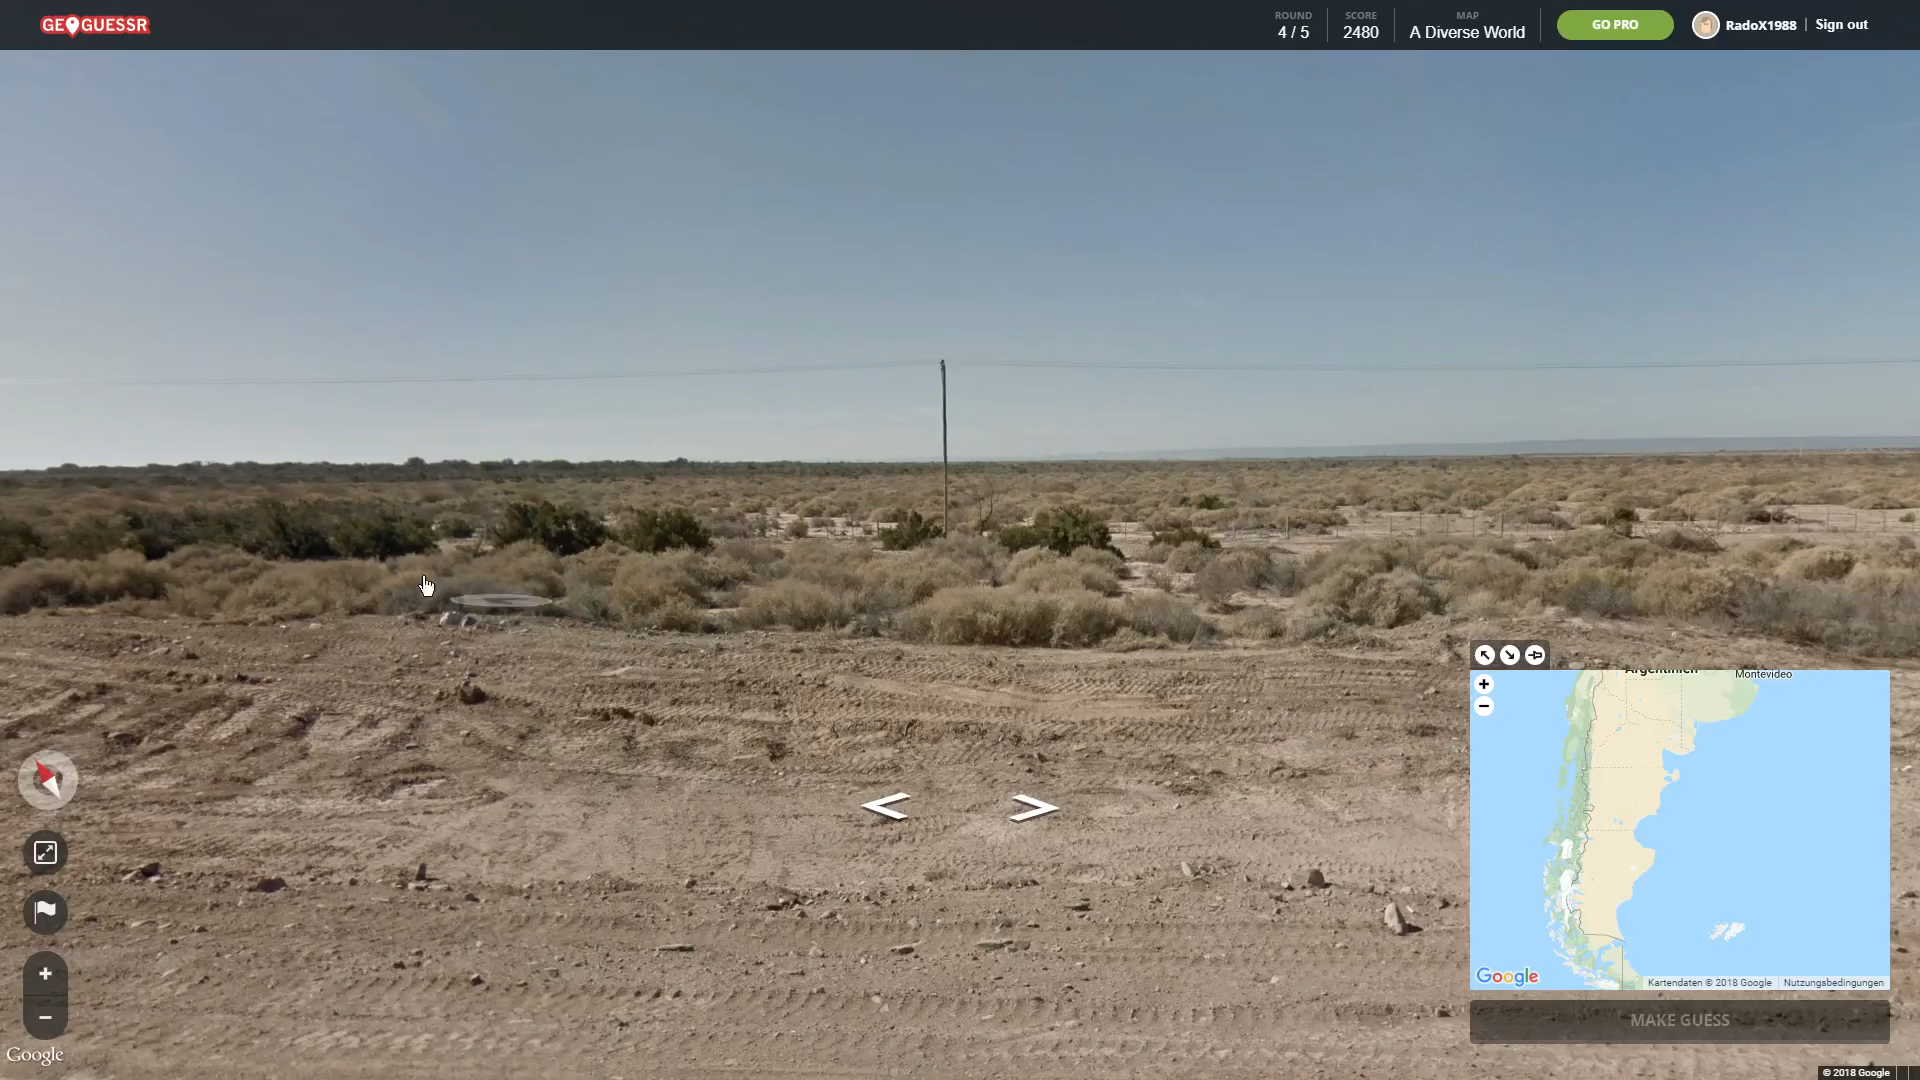 GEOGUESSR
ROUND
4 / 5
SCORE
2480
MAP
A Diverse World
GO PRO
RadoX1988
Sign out
Argentinien
Montevideo
Google
Kartendaten © 2018 Google
Nutzungsbedingungen
MAKE GUESS
Google
© 2018 Google